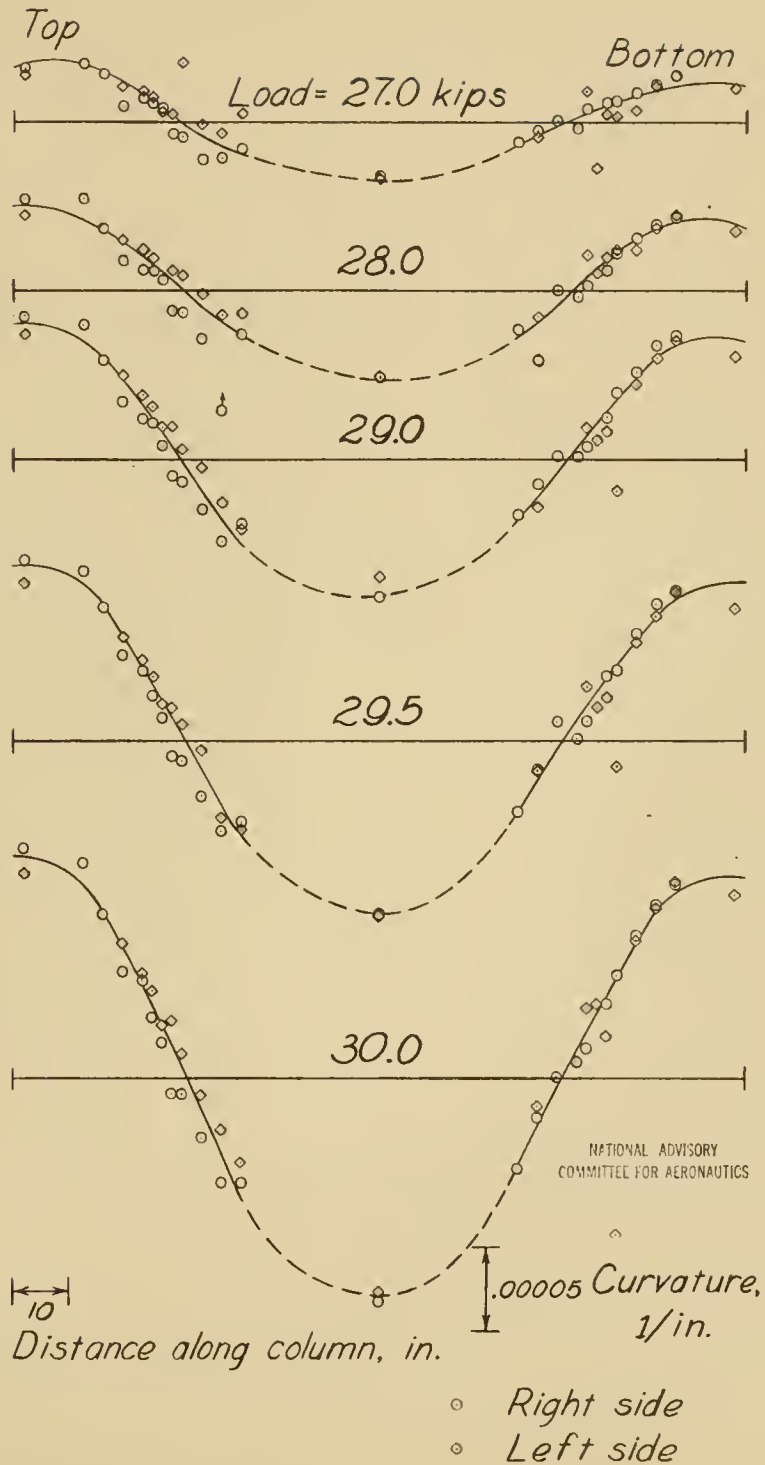 Top
Bottom
Load = 27.0 kips
28.0
29.0
29.5
30.0
NATIONAL ADVISORY
COMMITTEE FOR AERONAUTICS
10
Distance along column, in.
.00005 Curvature,
1/in.
Right side
Left side